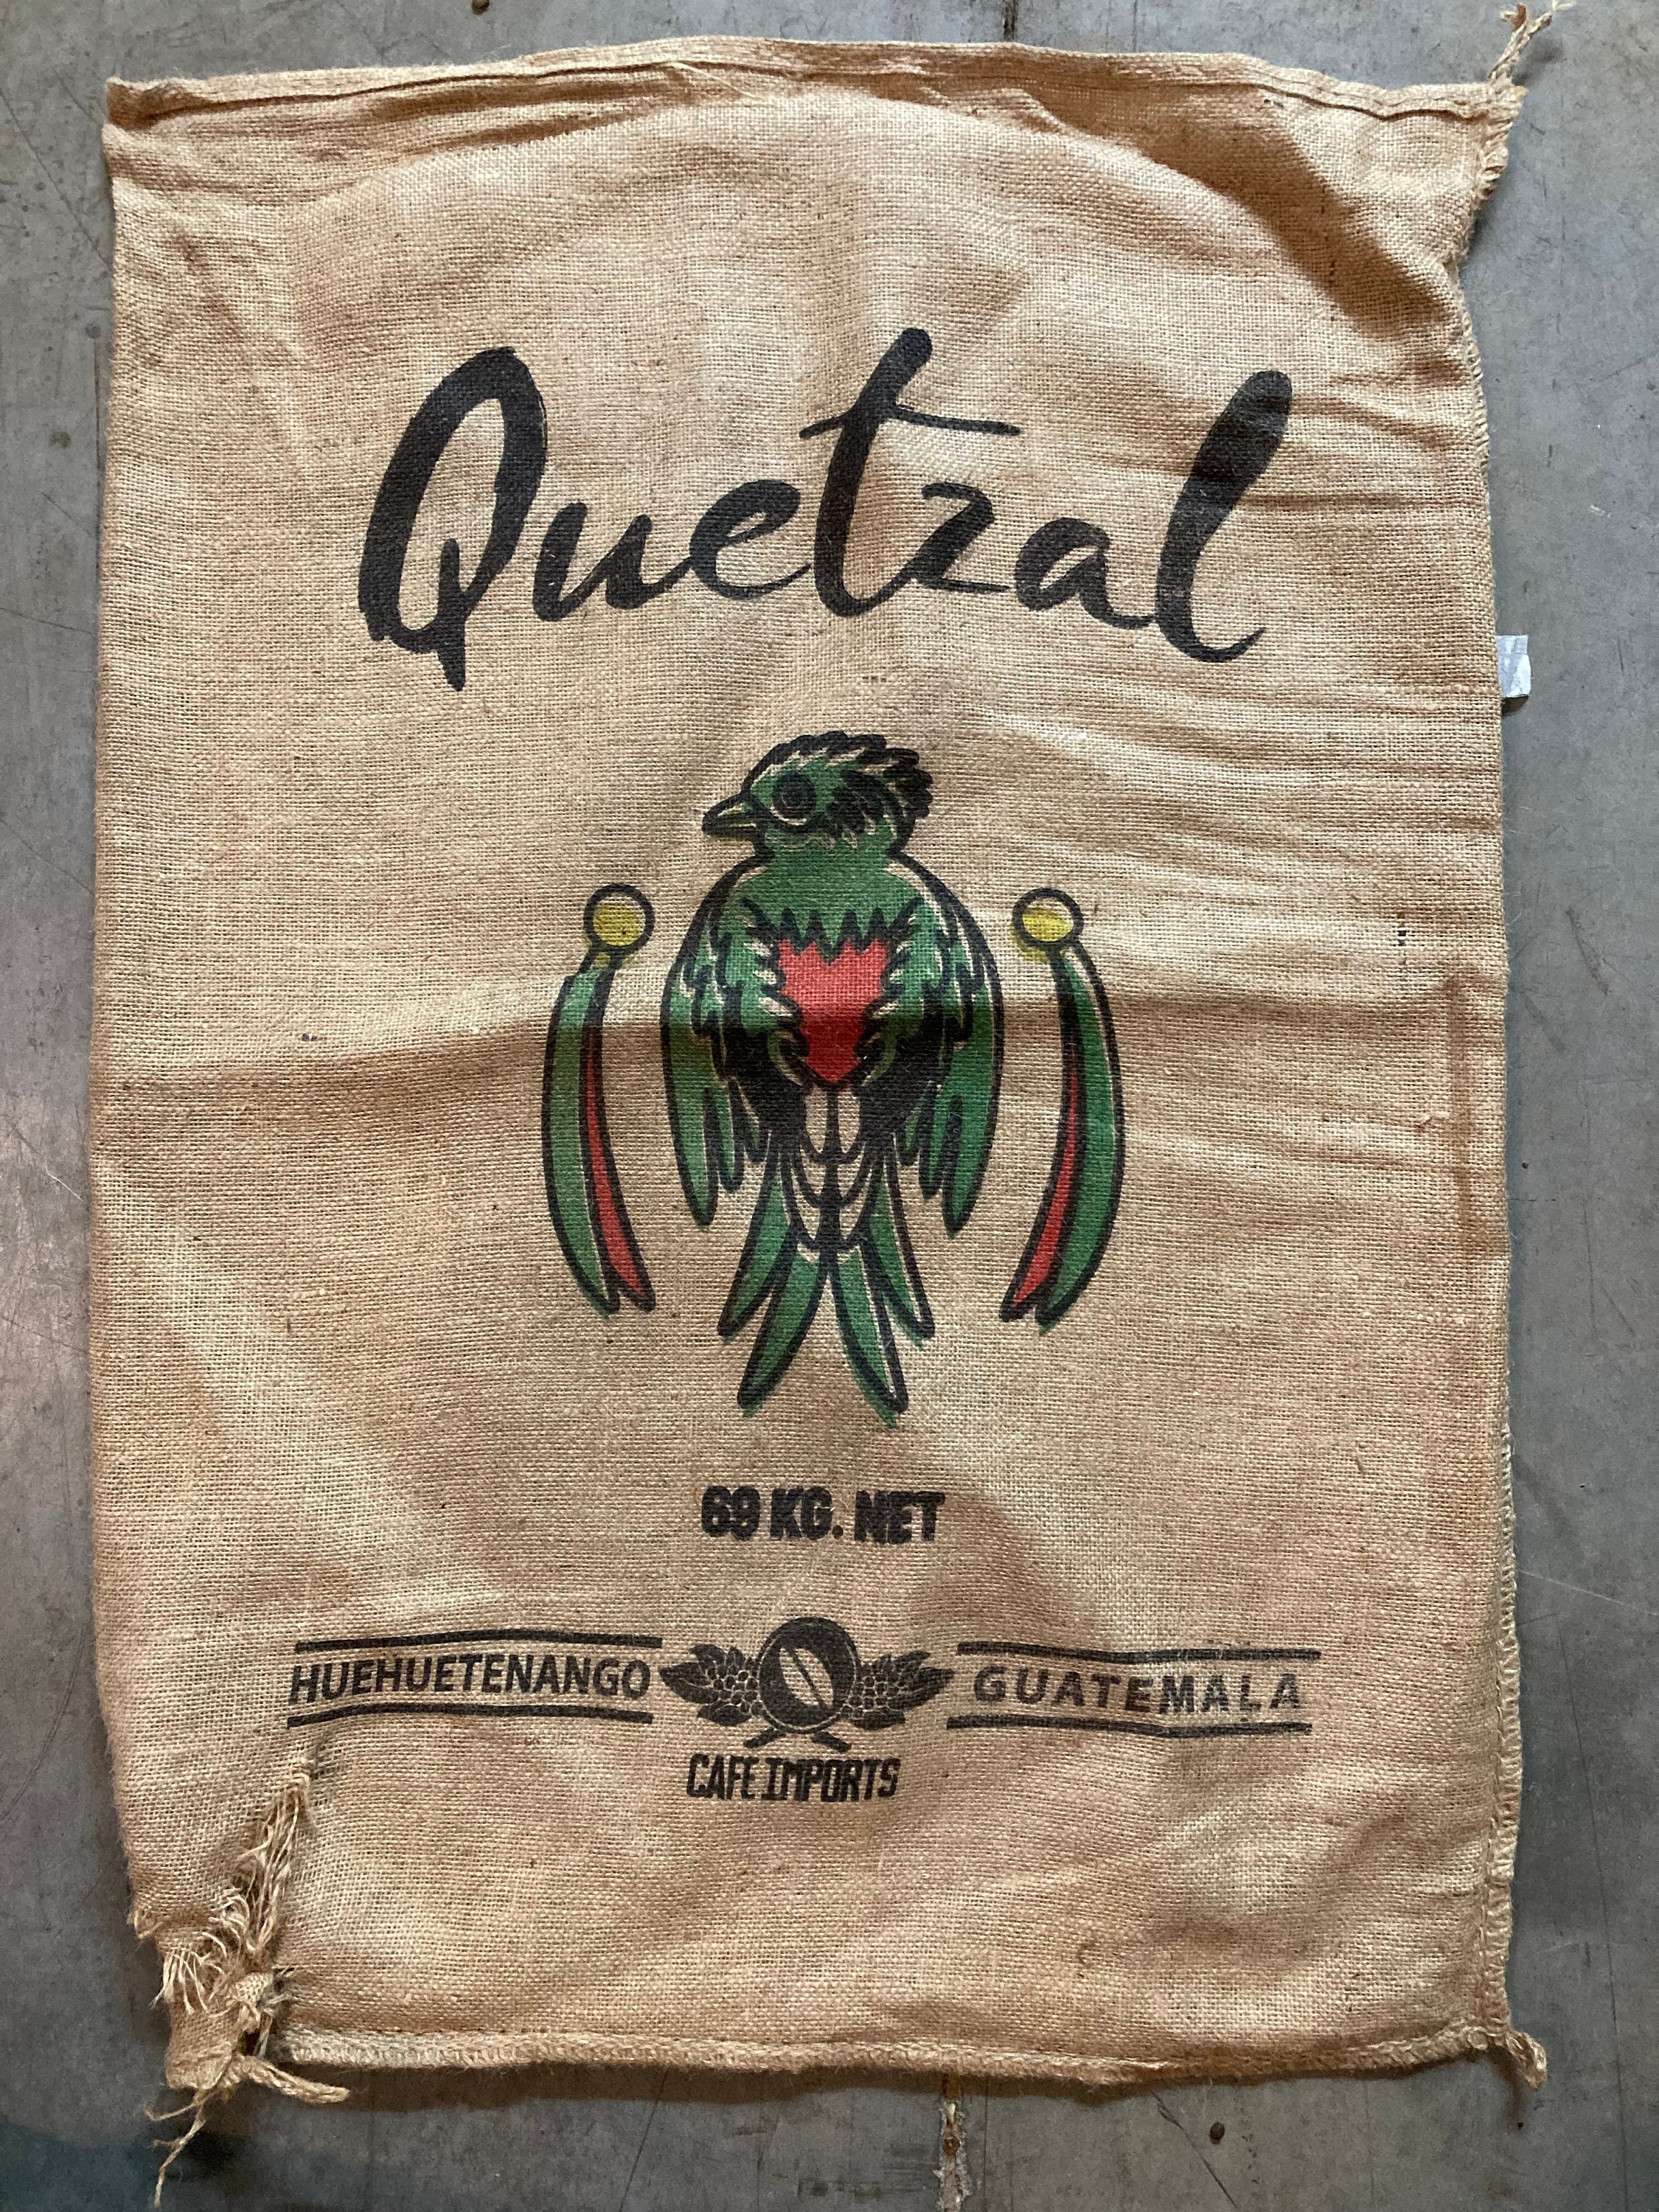 Quetzal
69 KG. NET
HUEHUETENANGO GUATEMALA
CAFE IMPORTS